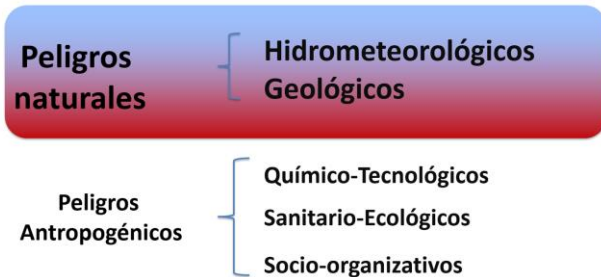 Peligros
naturales
Hidrometeorológicos
Geológicos
Peligros
Antropogénicos
Químico-Tecnológicos
Sanitario-Ecológicos
Socio-organizativos